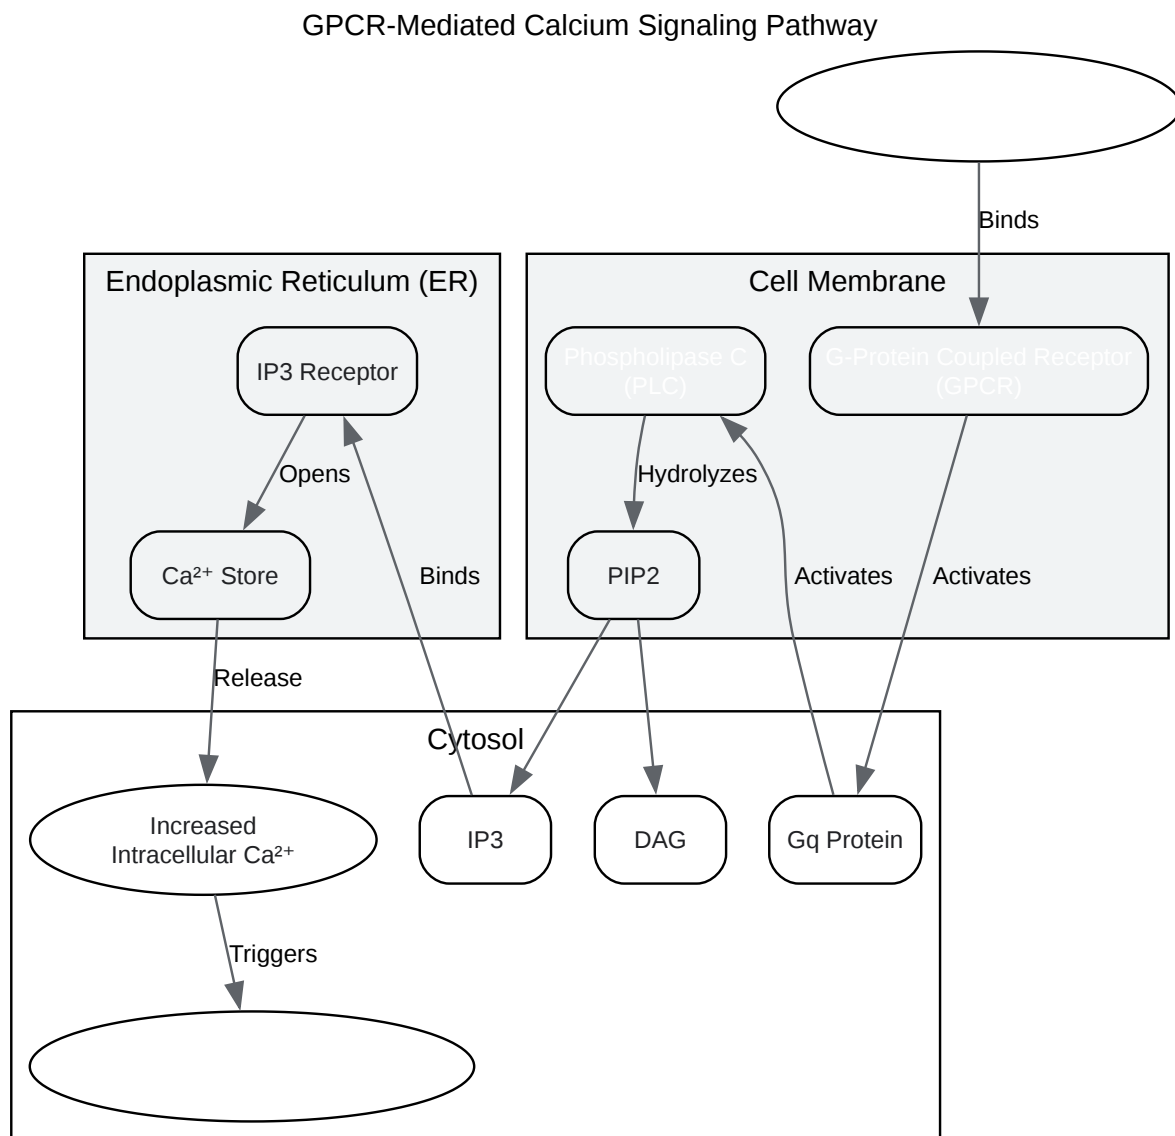 GPCR-Mediated Calcium Signaling Pathway
Binds
Endoplasmic Reticulum (ER)
Cell Membrane
IP3 Receptor
Phospholipase C
(PLC)
G-Protein Coupled Receptor
(GPCR)
Opens
Hydrolyzes
Ca²⁺ Store
Binds
PIP2
Activates
Activates
Release
Cytosol
Increased
Intracellular Ca²⁺
IP3
DAG
Gq Protein
Triggers